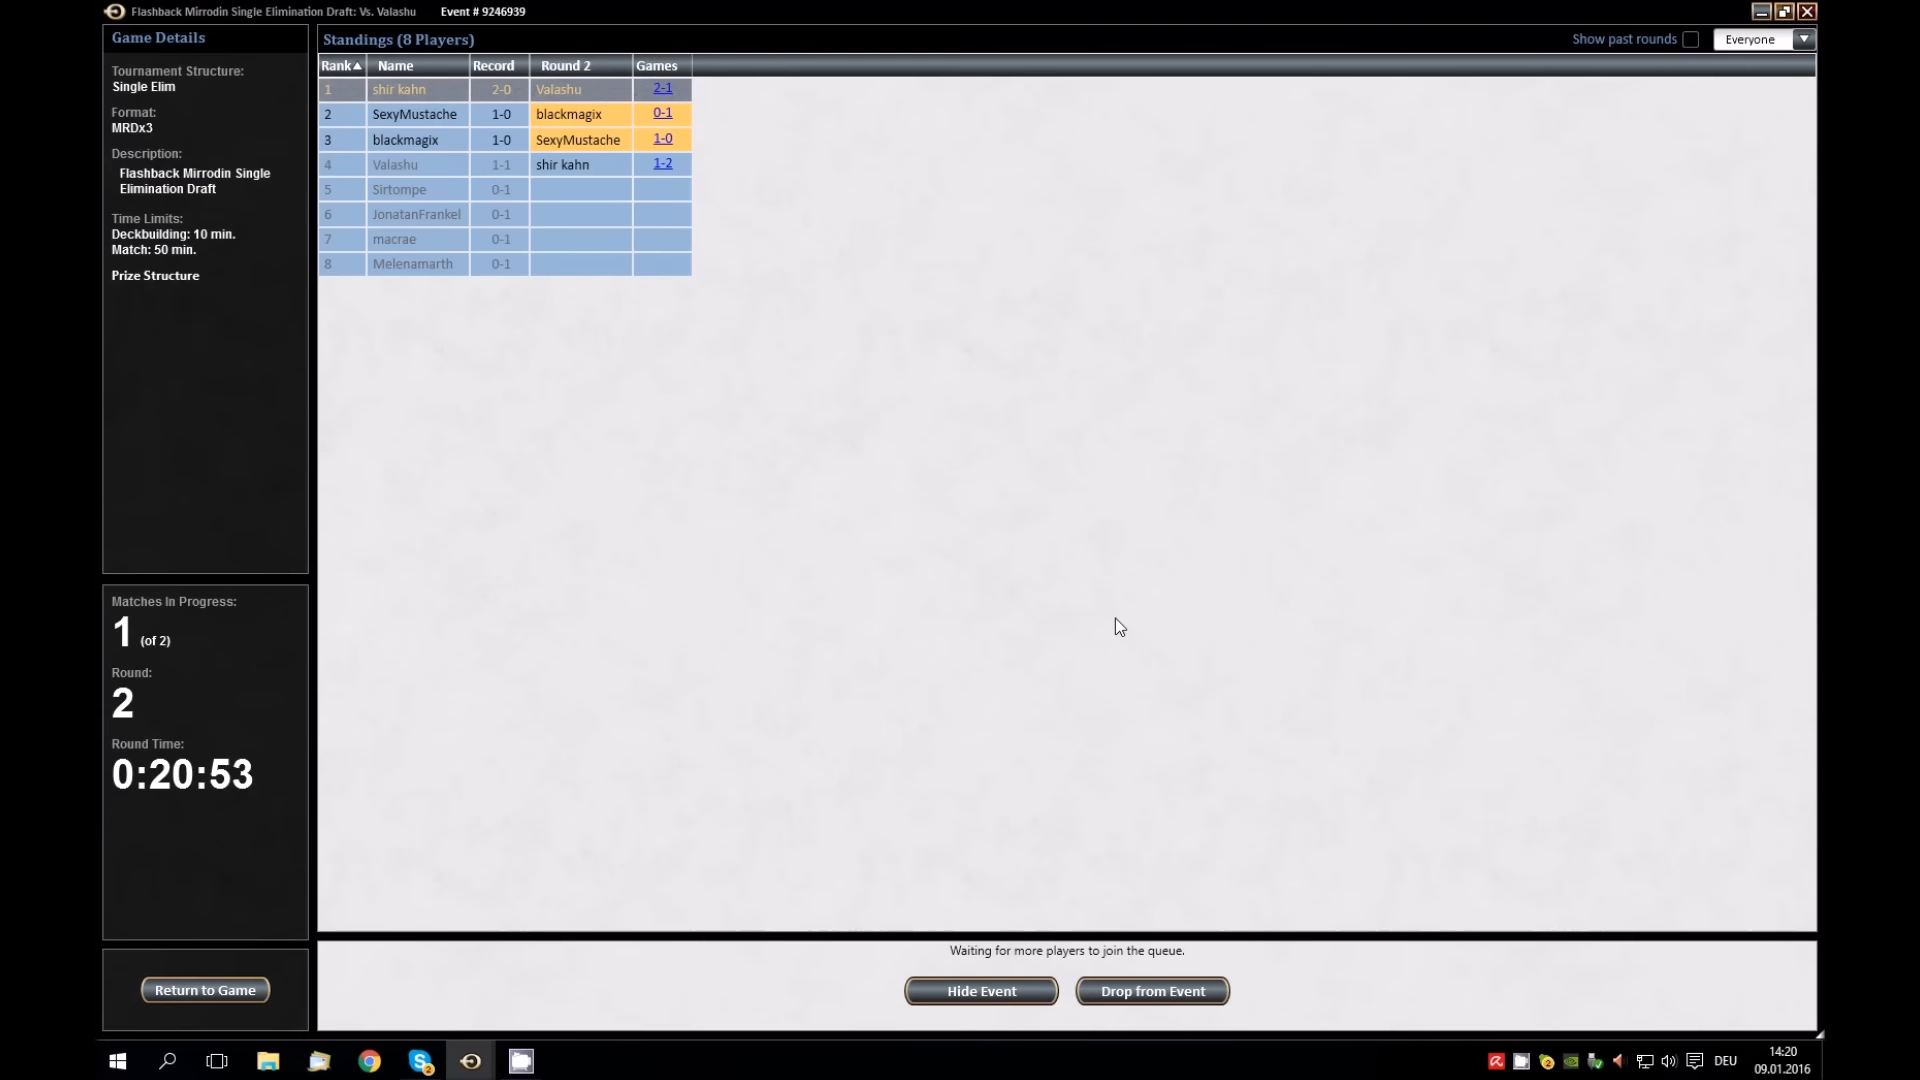 Flashback Mirrodin Single Elimination Draft: Vs. Valashu Event # 9246939
Game Details
Tournament Structure:
Single Elim
Format:
MRDx3
Description:
Flashback Mirrodin Single
Elimination Draft
Time Limits:
Deckbuilding: 10 min.
Match: 50 min.
Prize Structure
Matches In Progress:
1 (of 2)
Round:
2
Round Time:
0:20:53
Return to Game
Standings (8 Players) Show past rounds Everyone
Rank Name Record Round 2 Games
1 shir kahn 2-0 Valashu 2-1
2 SexyMustache 1-0 blackmagix 0-1
3 blackmagix 1-0 SexyMustache 1-0
4 Valashu 1-1 shir kahn 1-2
5 Sirtompe 0-1
6 JonatanFrankel 0-1
7 macrae 0-1
8 Melenamarth 0-1
Waiting for more players to join the queue.
Hide Event Drop from Event
2 2 DEU 14:20
09.01.2016